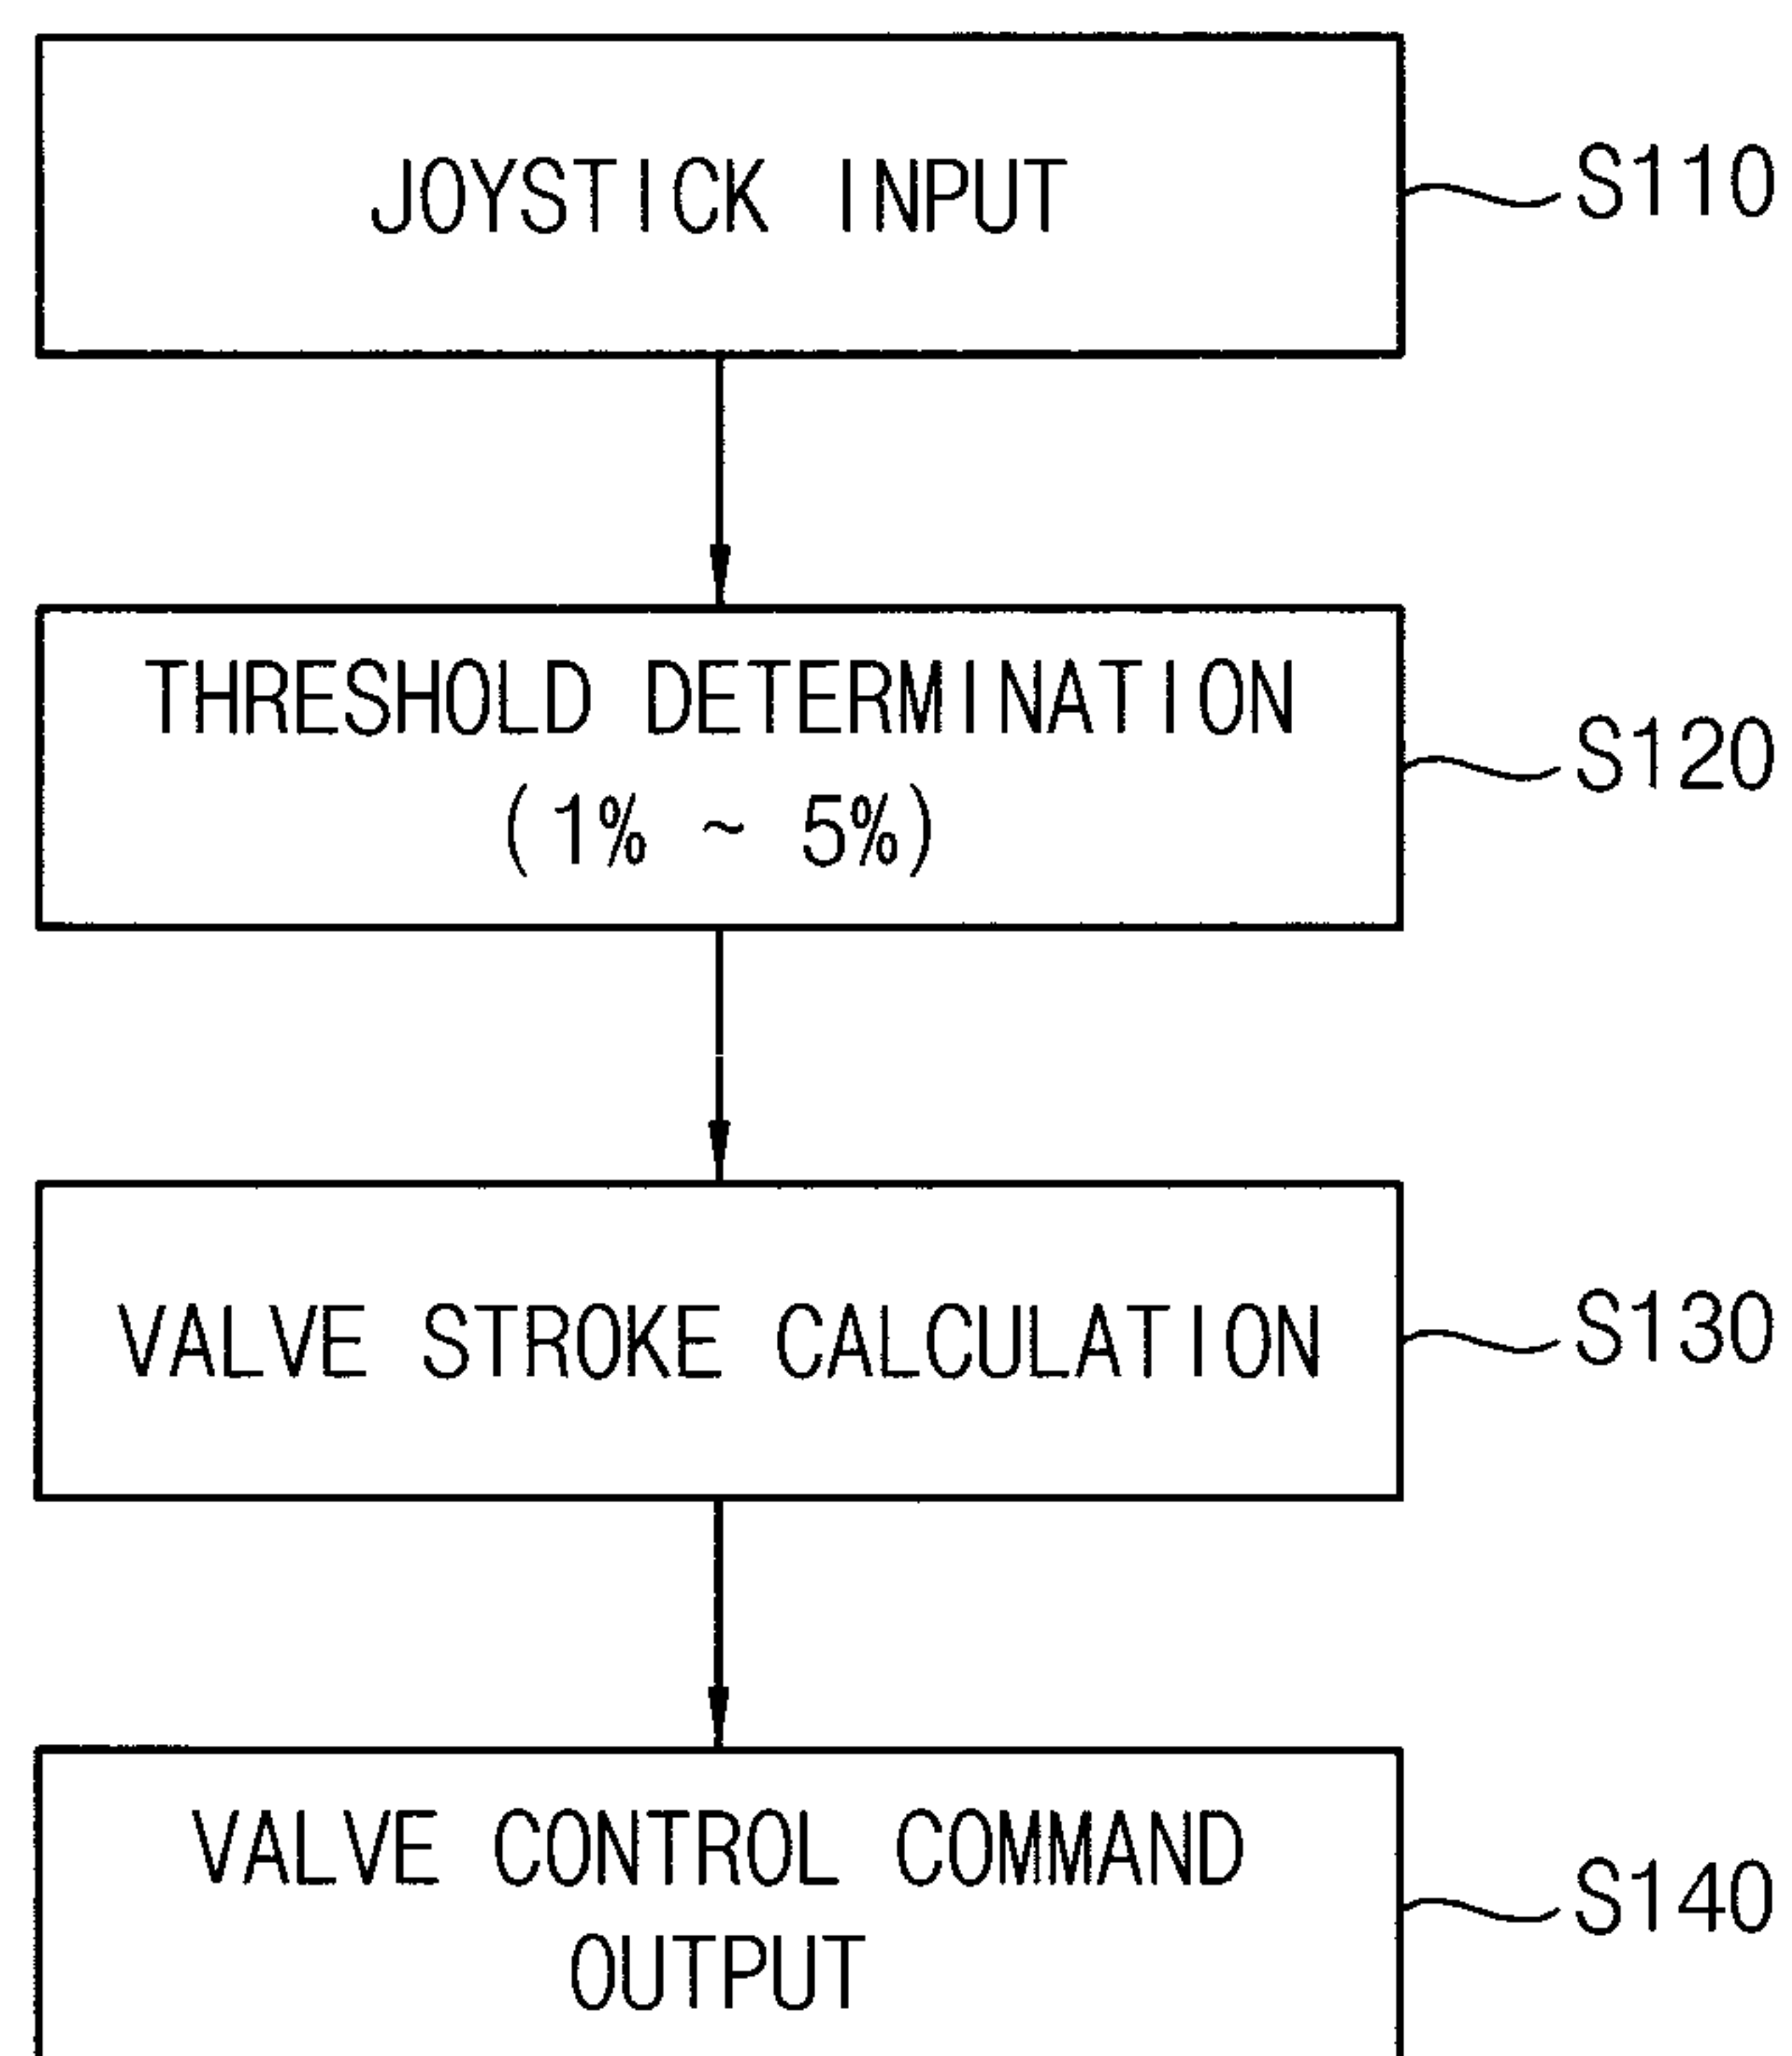 JOYSTICK INPUT
S110
THRESHOLD DETERMINATION
(1% ~ 5%)
S120
VALVE STROKE CALCULATION
S130
VALVE CONTROL COMMAND
OUTPUT
S140